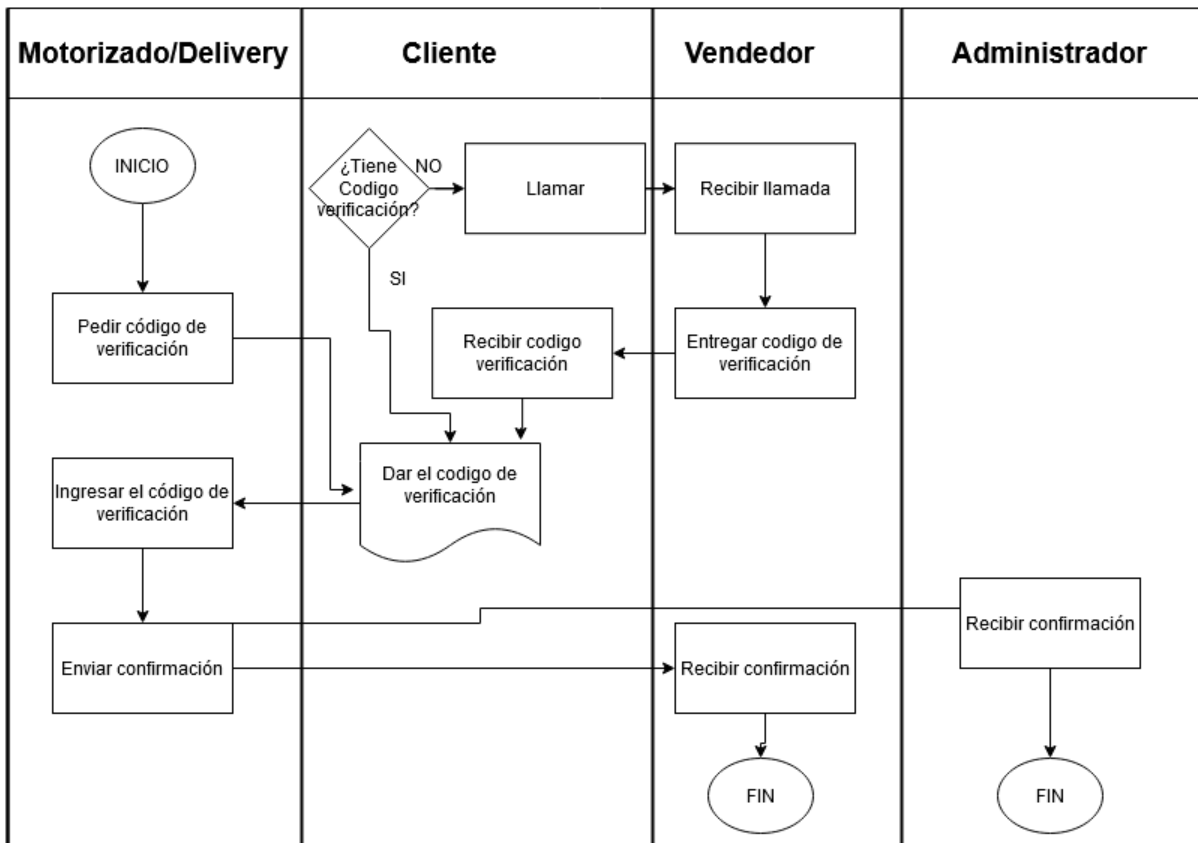 Motorizado/Delivery
Cliente
Vendedor
Administrador
INICIO
¿Tiene
Codigo
verificación?
NO
SI
Llamar
Recibir llamada
Pedir código de
verificación
Recibir codigo
verificación
Entregar codigo de
verificación
Ingresar el código de
verificación
Dar el codigo de
verificación
Enviar confirmación
Recibir confirmación
Recibir confirmación
FIN
FIN